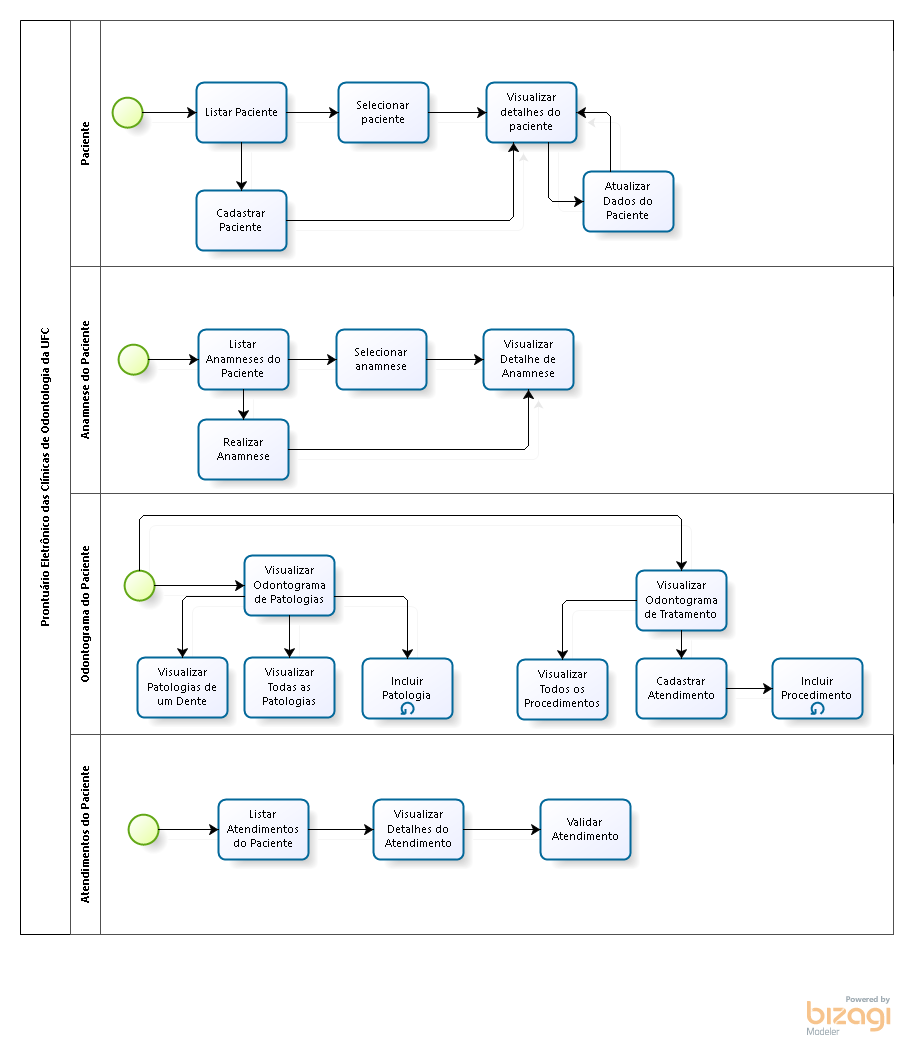 Prontuário Eletrônico das Clínicas de Odontologia da UFC
Paciente
Listar Paciente
Selecionar
paciente
Visualizar
detalhes do
paciente
Cadastrar
Paciente
Atualizar
Dados do
Paciente
Anamnese do Paciente
Listar
Anamneses do
Paciente
Selecionar
anamnese
Visualizar
Detalhe de
Anamnese
Realizar
Anamnese
Odontograma do Paciente
Visualizar
Odontograma
de Patologias
Visualizar
Odontograma
de Tratamento
Visualizar
Patologias de
um Dente
Visualizar
Todas as
Patologias
Incluir
Patologia
Visualizar
Todos os
Procedimentos
Cadastrar
Atendimento
Incluir
Procedimento
Atendimentos do Paciente
Listar
Atendimentos
do Paciente
Visualizar
Detalhes do
Atendimento
Validar
Atendimento
Powered by
bizagi
Modeler